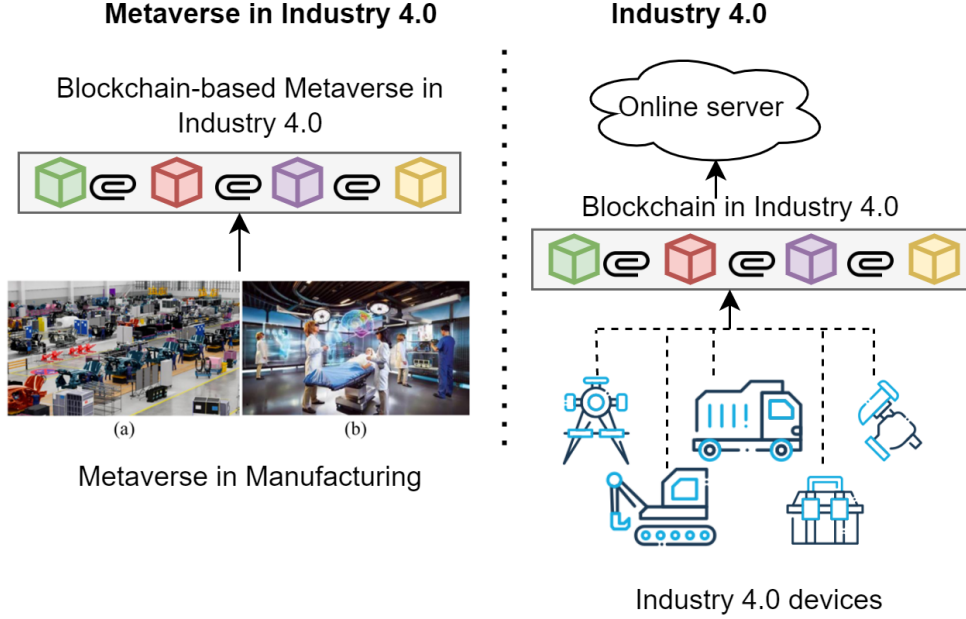 Metaverse in Industry 4.0
Blockchain-based Metaverse in
Industry 4.0
(a)
(b)
Metaverse in Manufacturing
Industry 4.0
Online server
Blockchain in Industry 4.0
Industry 4.0 devices